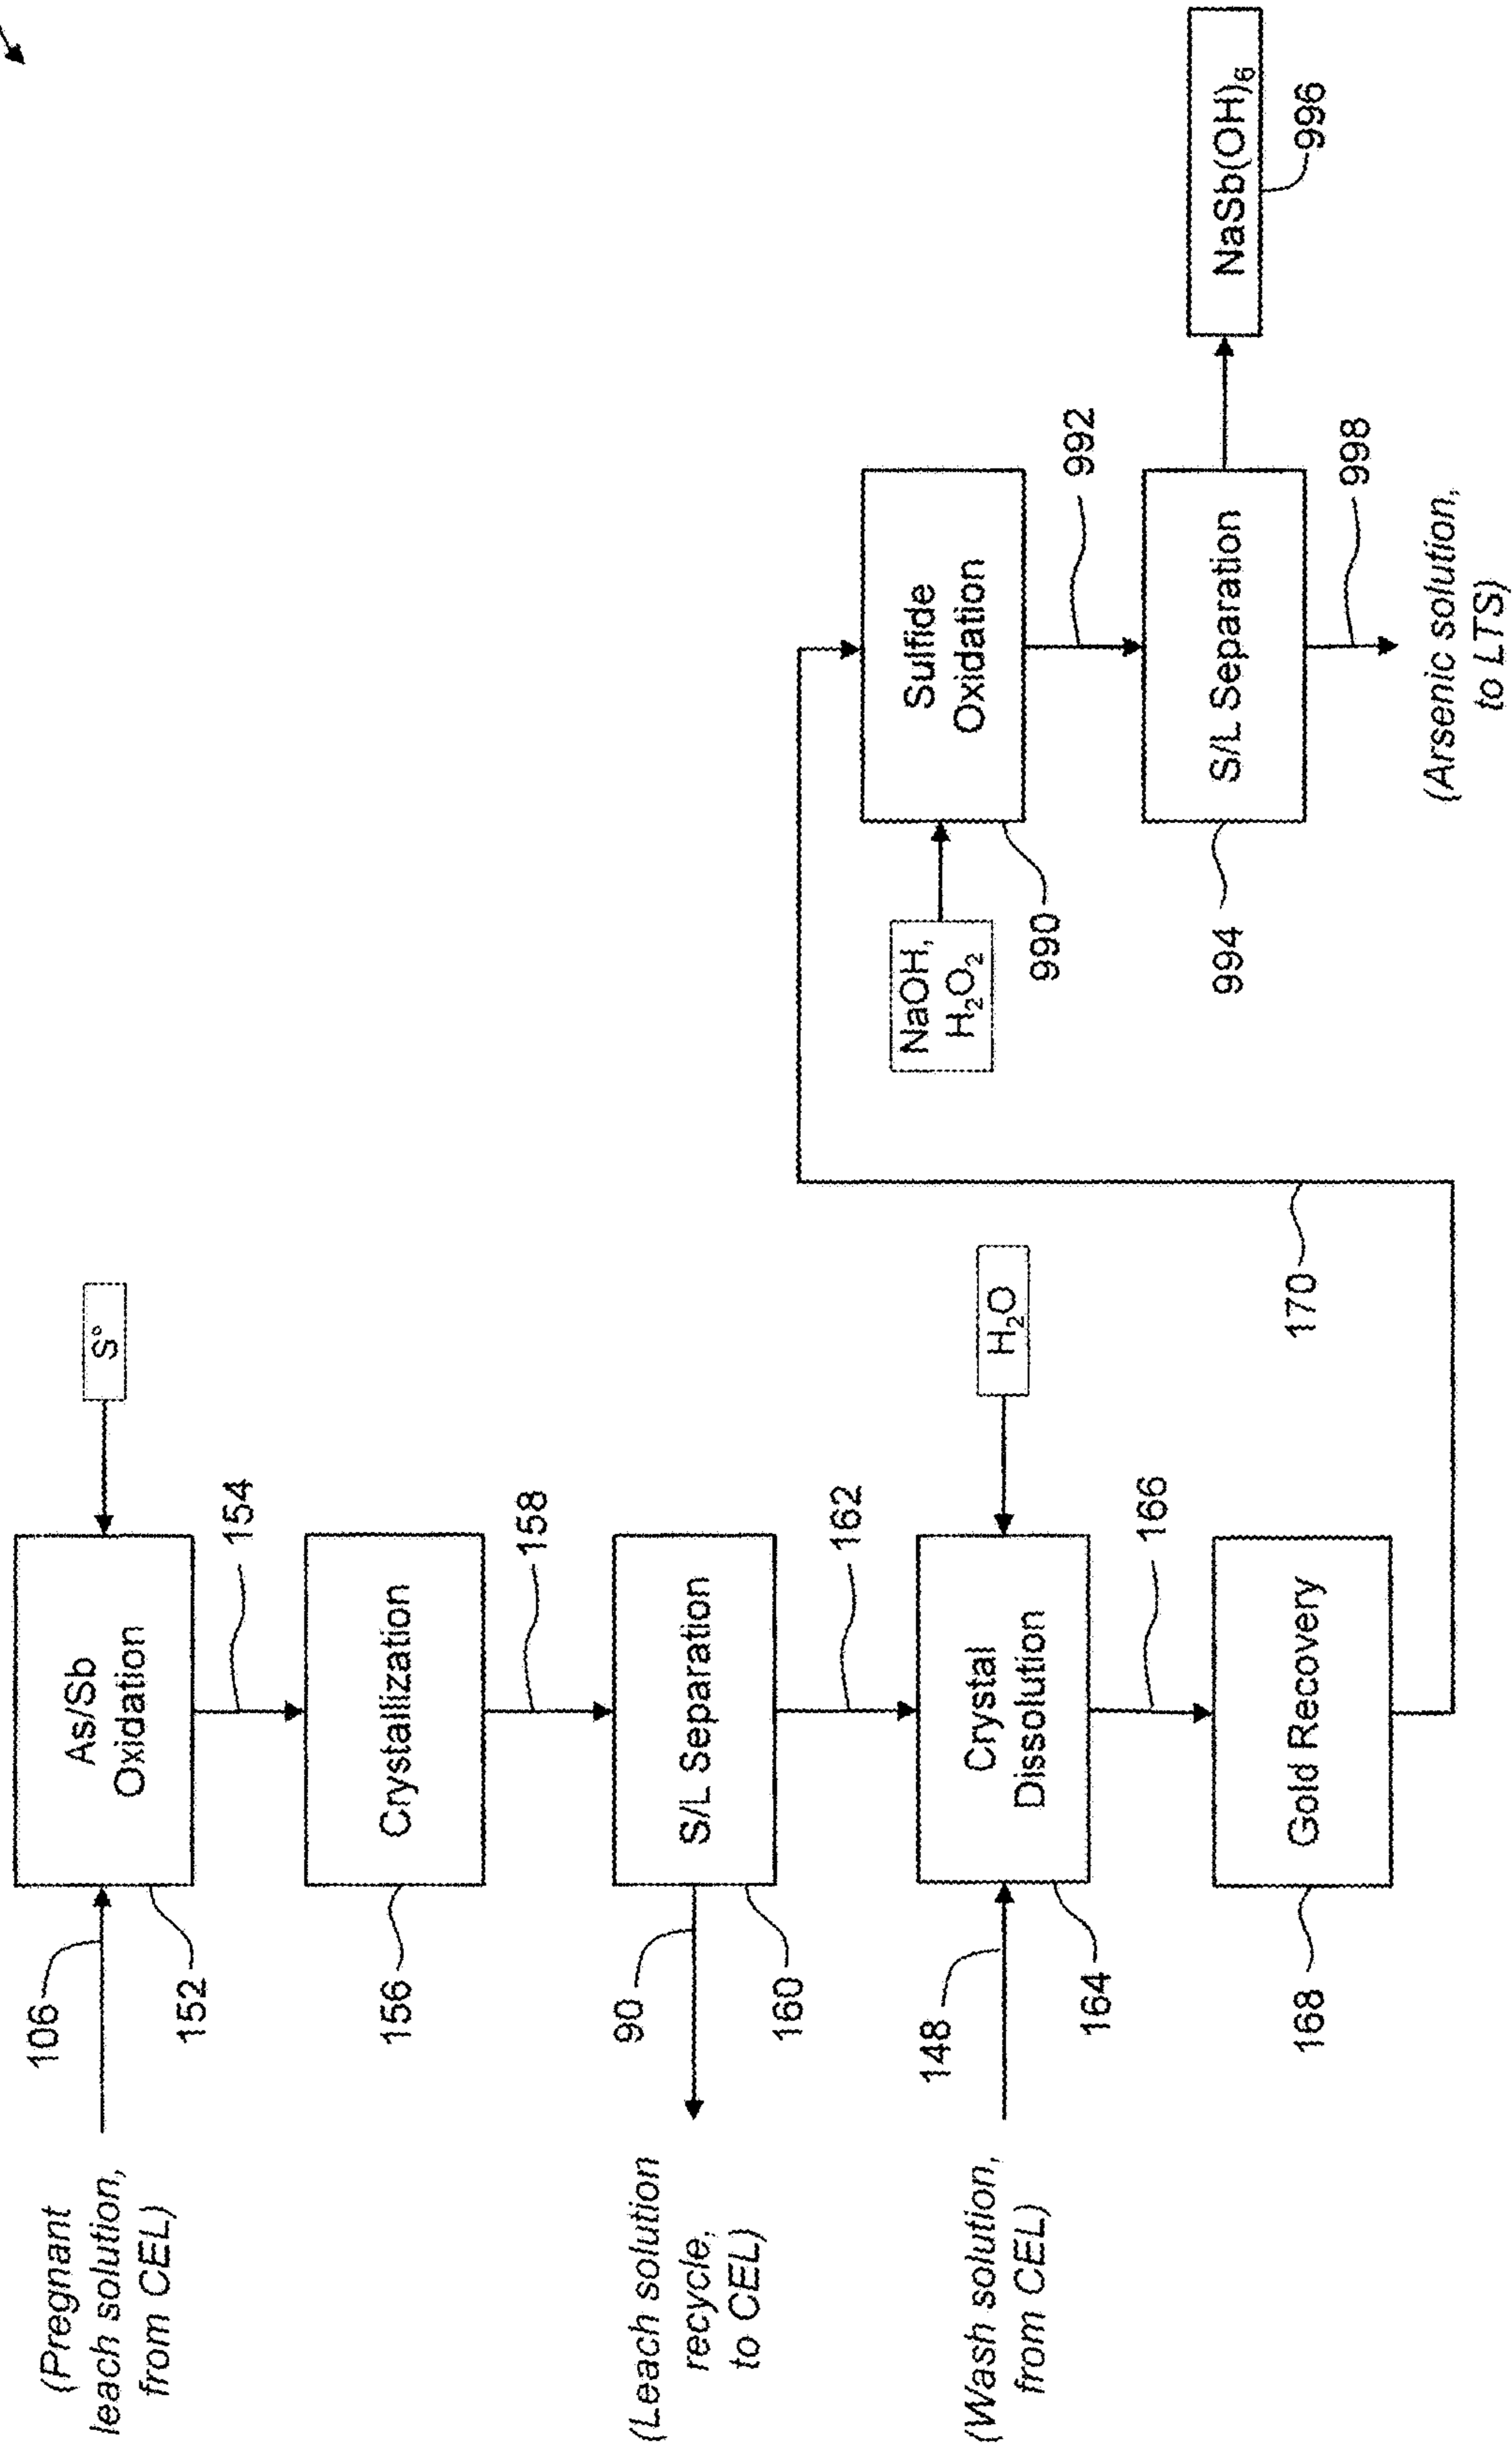 (Pregnant
leach solution,
from CEL)
106
152
As/Sb
Oxidation
S°
154
156
Crystallization
158
(Leach solution
recycle,
to CEL)
90
160
S/L Separation
162
(Wash solution,
from CEL)
148
164
Crystal
Dissolution
H₂O
166
168
Gold Recovery
170
NaOH,
H₂O₂
990
Sulfide
Oxidation
992
994
S/L Separation
NaSb(OH)₆
996
998
(Arsenic solution,
to LTS)